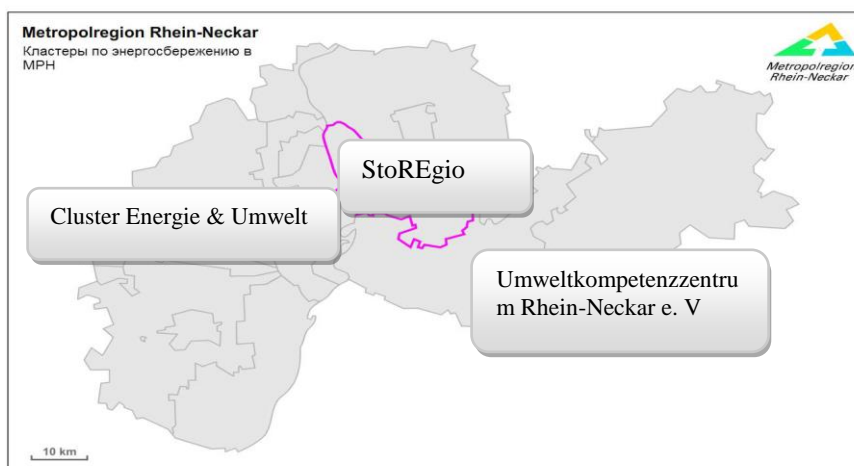 Metropolregion Rhein-Neckar
Кластеры по энергосбережению в
МРН
Metropolregion
Rhein-Neckar
StoREgio
Cluster Energie & Umwelt
Umweltkompetenzzentru
m Rhein-Neckar e. V
10 km